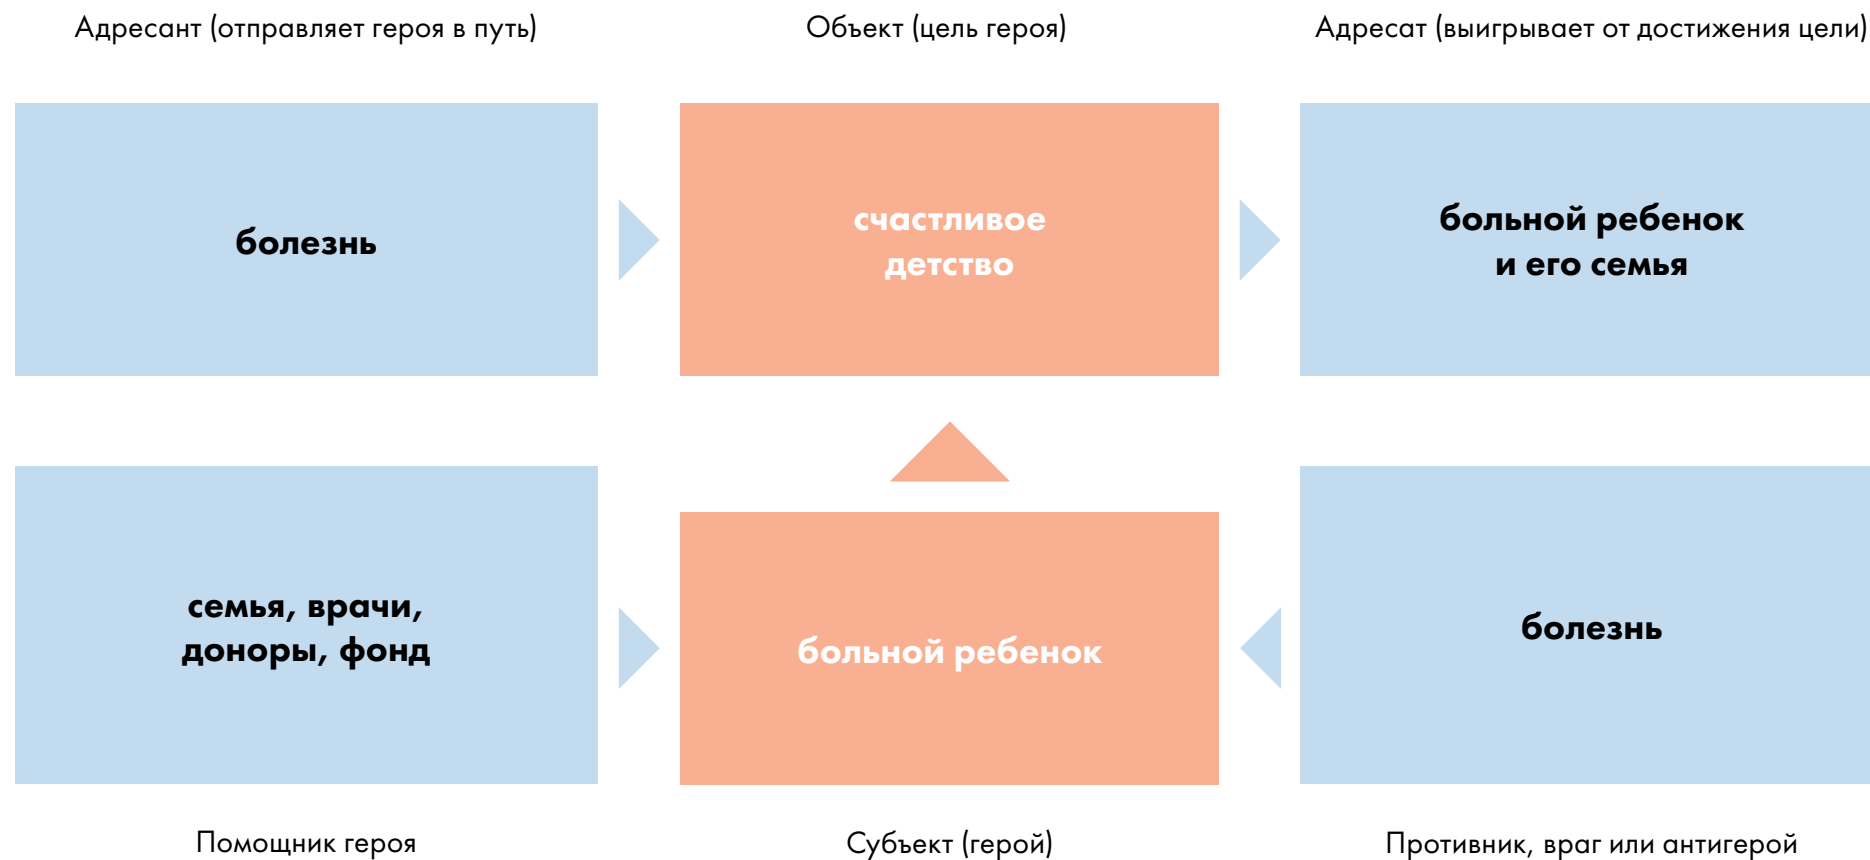 Адресант (отправляет героя в путь)
Объект (цель героя)
Адресат (выигрывает от достижения цели)
болезнь
счастливое
детство
больной ребенок
и его семья
семья, врачи,
доноры, фонд
больной ребенок
болезнь
Помощник героя
Субъект (герой)
Противник, враг или антигерой